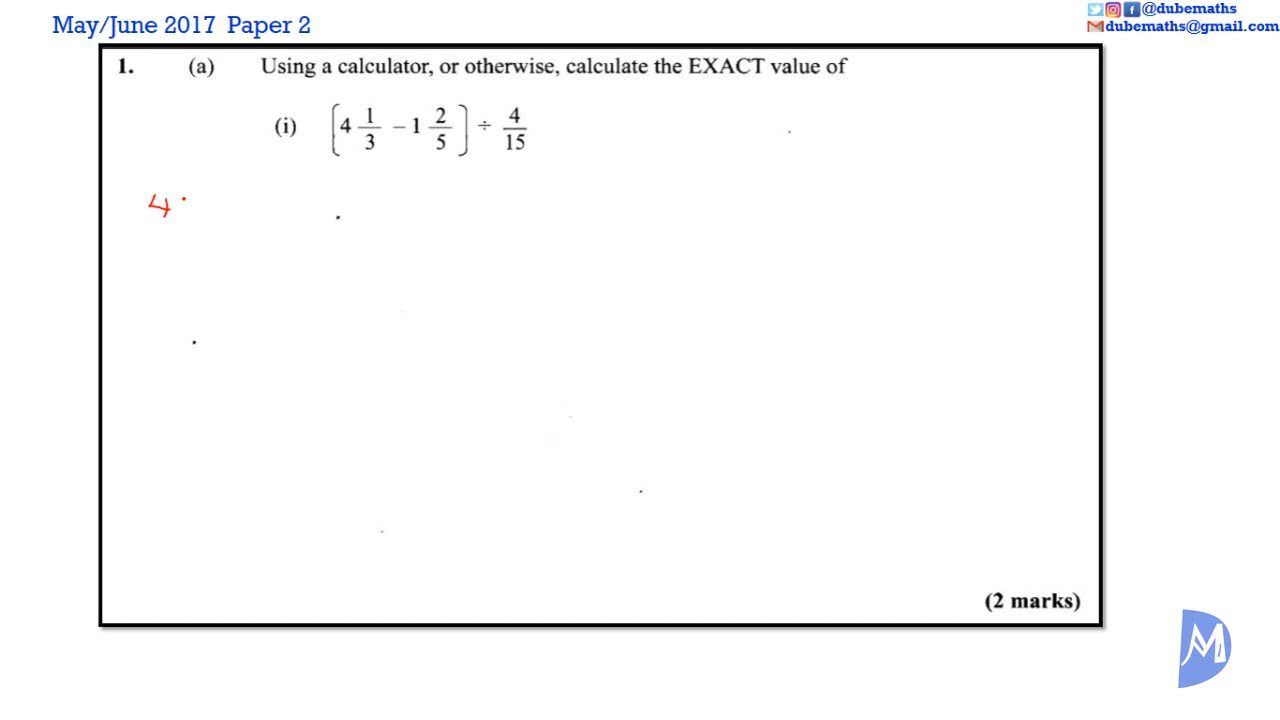 May/June 2017 Paper 2
@dubemaths
dubemaths@gmail.com
1. (a) Using a calculator, or otherwise, calculate the EXACT value of
(i) [4 1/3 − 1 2/5] ÷ 4/15
4
(2 marks)
M